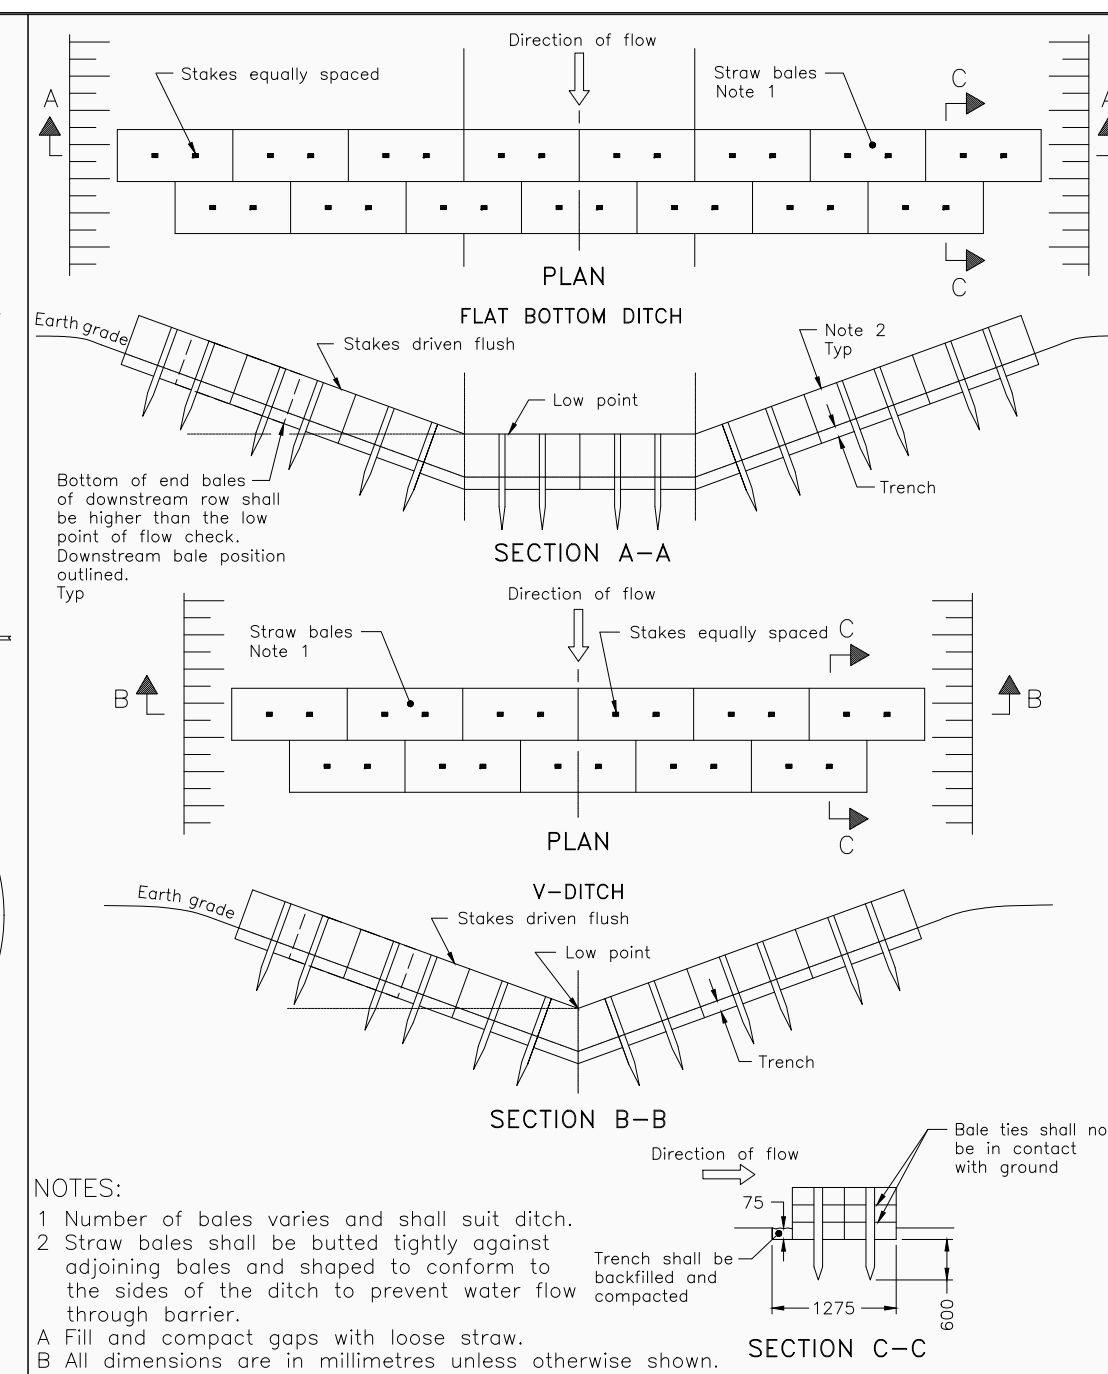 Direction of flow
Stakes equally spaced
Straw bales
Note 1
C
A
A
C
PLAN
FLAT BOTTOM DITCH
Earth grade
Stakes driven flush
Note 2
Typ
Low point
Bottom of end bales
of downstream row shall
be higher than the low
point of flow check.
Downstream bale position
outlined.
Typ
Trench
SECTION A-A
Direction of flow
Straw bales
Note 1
Stakes equally spaced
C
B
B
C
PLAN
V-DITCH
Earth grade
Stakes driven flush
Low point
Trench
SECTION B-B
Direction of flow
Bale ties shall no
be in contact
with ground
75
Trench shall be
backfilled and
compacted
1275
600
SECTION C-C
NOTES:
1 Number of bales varies and shall suit ditch.
2 Straw bales shall be butted tightly against
adjoining bales and shaped to conform to
the sides of the ditch to prevent water flow
through barrier.
A Fill and compact gaps with loose straw.
B All dimensions are in millimetres unless otherwise shown.